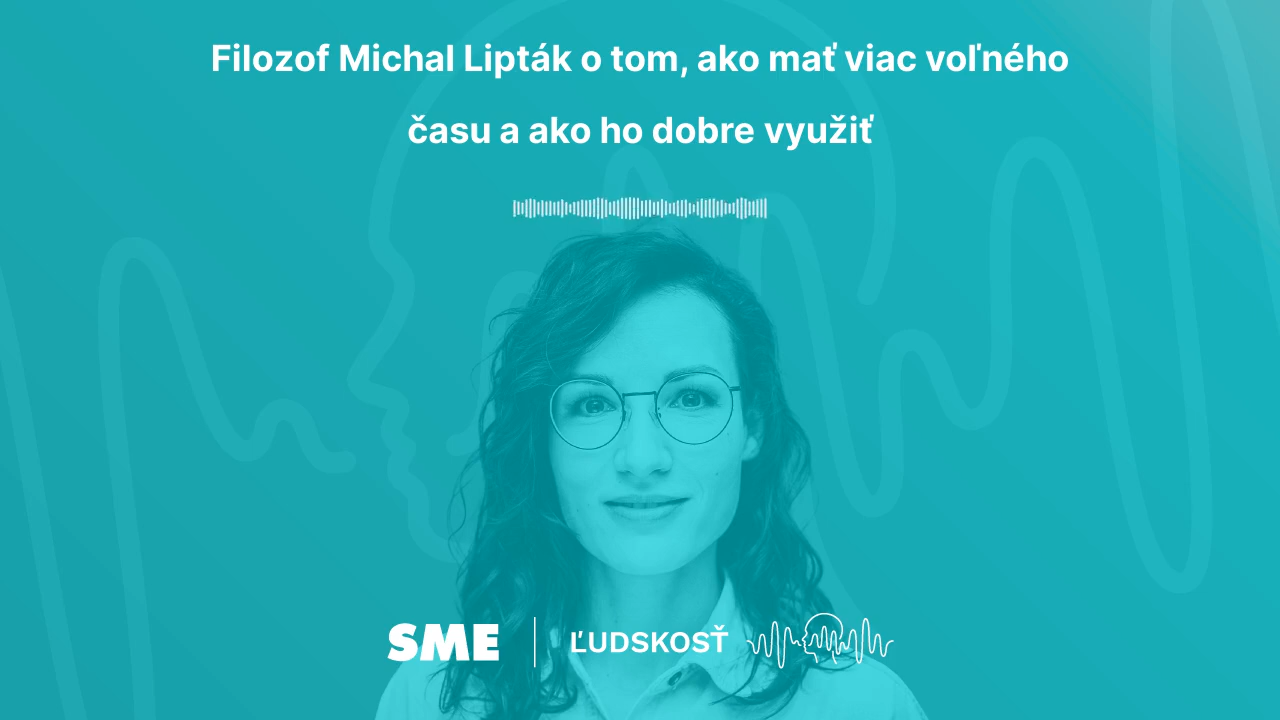 Filozof Michal Lipták o tom, ako mať viac voľného
času a ako ho dobre využiť
SME | ĽUDSKOSŤ